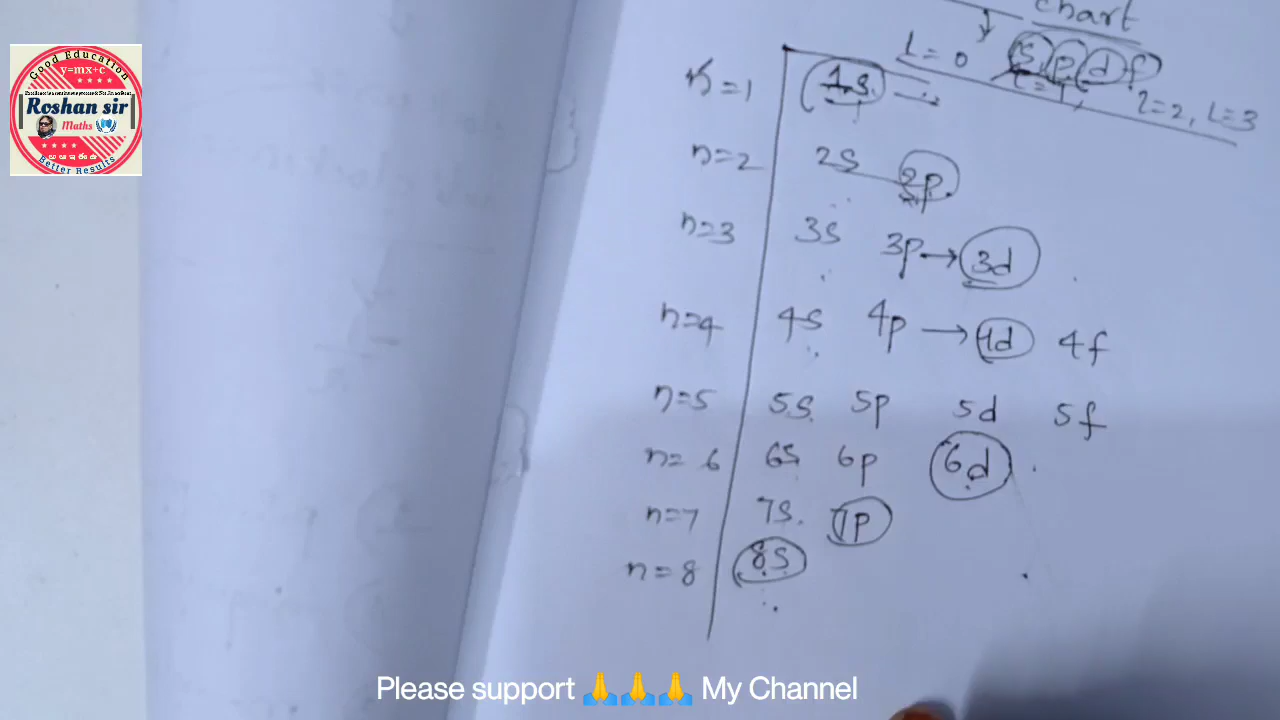 chart
L=0 s p d f
L=1, l=2, L=3
n=1 1s
n=2 2s 2p
n=3 3s 3p→3d
n=4 4s 4p→4d 4f
n=5 5s 5p 5d 5f
n=6 6s 6p 6d
n=7 7s 7p
n=8 8s
Good Education
y=mx+c
Roshan sir
Maths
Better Results
Please support 🙏🙏🙏 My Channel